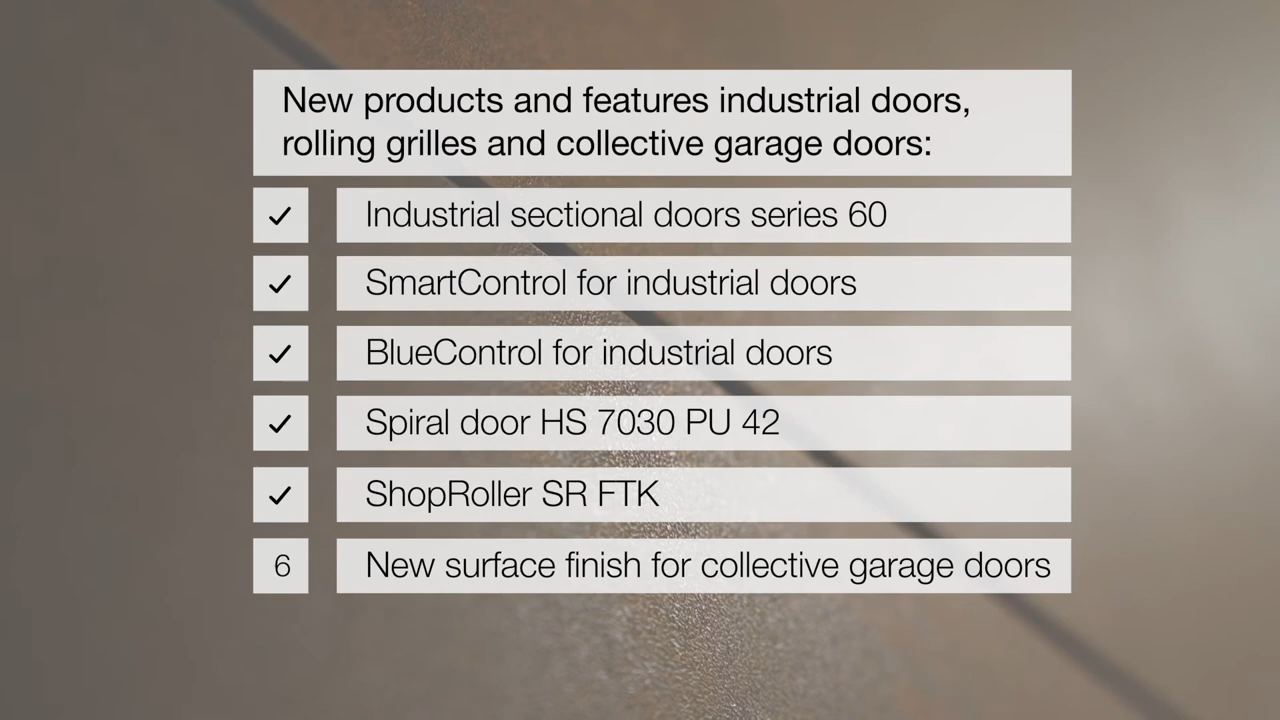 New products and features industrial doors,
rolling grilles and collective garage doors:
✓ Industrial sectional doors series 60
✓ SmartControl for industrial doors
✓ BlueControl for industrial doors
✓ Spiral door HS 7030 PU 42
✓ ShopRoller SR FTK
6 New surface finish for collective garage doors